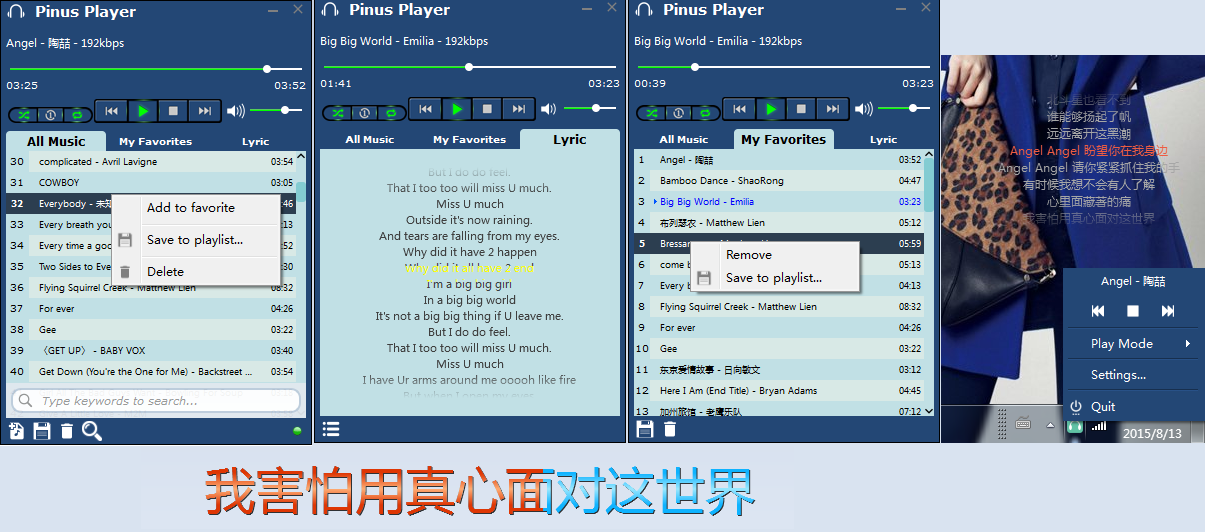 Pinus Player
Angel - 陶喆 - 192kbps
03:25 03:52
All Music My Favorites Lyric
30 complicated - Avril Lavigne 03:54
31 COWBOY 03:05
32 Everybody - 未 :46
33 Every breath you
34 Every time a goo :52
35 Two Sides to Eve :30
36 Flying Squirrel Creek - Matthew Lien 08:32
37 For ever 04:26
38 Gee 03:22
39 〈GET UP〉 - BABY VOX 03:40
40 Get Down (You're the One for Me) - Backstreet ... 03:54
Add to favorite
Save to playlist...
Delete
Type keywords to search...
Pinus Player
Big Big World - Emilia - 192kbps
01:41 03:23
All Music My Favorites Lyric
But I do do feel.
That I too too will miss U much.
Miss U much
Outside it's now raining.
And tears are falling from my eyes.
Why did it have 2 happen
Why did it all have 2 end
I'm a big big girl
In a big big world
It's not a big big thing if U leave me.
But I do do feel.
That I too too will miss U much.
Miss U much
I have Ur arms around me ooooh like fire
But when I open my eyes
Pinus Player
Big Big World - Emilia - 192kbps
00:39 03:23
All Music My Favorites Lyric
1 Angel - 陶喆 03:52
2 Bamboo Dance - ShaoRong 04:47
3 Big Big World - Emilia 03:23
4 布列瑟农 - Matthew Lien 05:12
5 Bressan 05:59
6 come b 05:13
7 Every b 04:13
8 Flying Squirrel Creek - Matthew Lien 08:32
9 For ever 04:26
10 Gee 03:22
11 东京爱情故事 - 日向敏文 03:12
12 Here I Am (End Title) - Bryan Adams 04:45
13 加州旅馆 - 老鹰乐队 07:12
Remove
Save to playlist...
北斗星也看不到
谁能够扬起了帆
远远斋开这黑潮
Angel Angel 盼望你在我身边
Angel Angel 请你紧紧抓住我的手
有时候我想不会有人了解
心里面藏善的痛
我害怕用真心面对这世界
Angel - 陶喆
Play Mode
Settings...
Quit
2015/8/13
我害怕用真心面对这世界